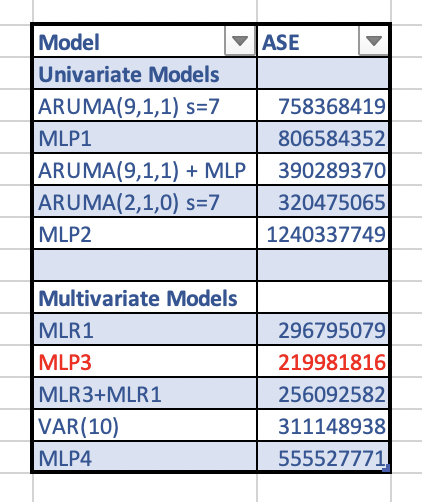 Model ASE
Univariate Models
ARUMA(9,1,1) s=7 758368419
MLP1 806584352
ARUMA(9,1,1) + MLP 390289370
ARUMA(2,1,0) s=7 320475065
MLP2 1240337749
Multivariate Models
MLR1 296795079
MLP3 219981816
MLR3+MLR1 256092582
VAR(10) 311148938
MLP4 555527771